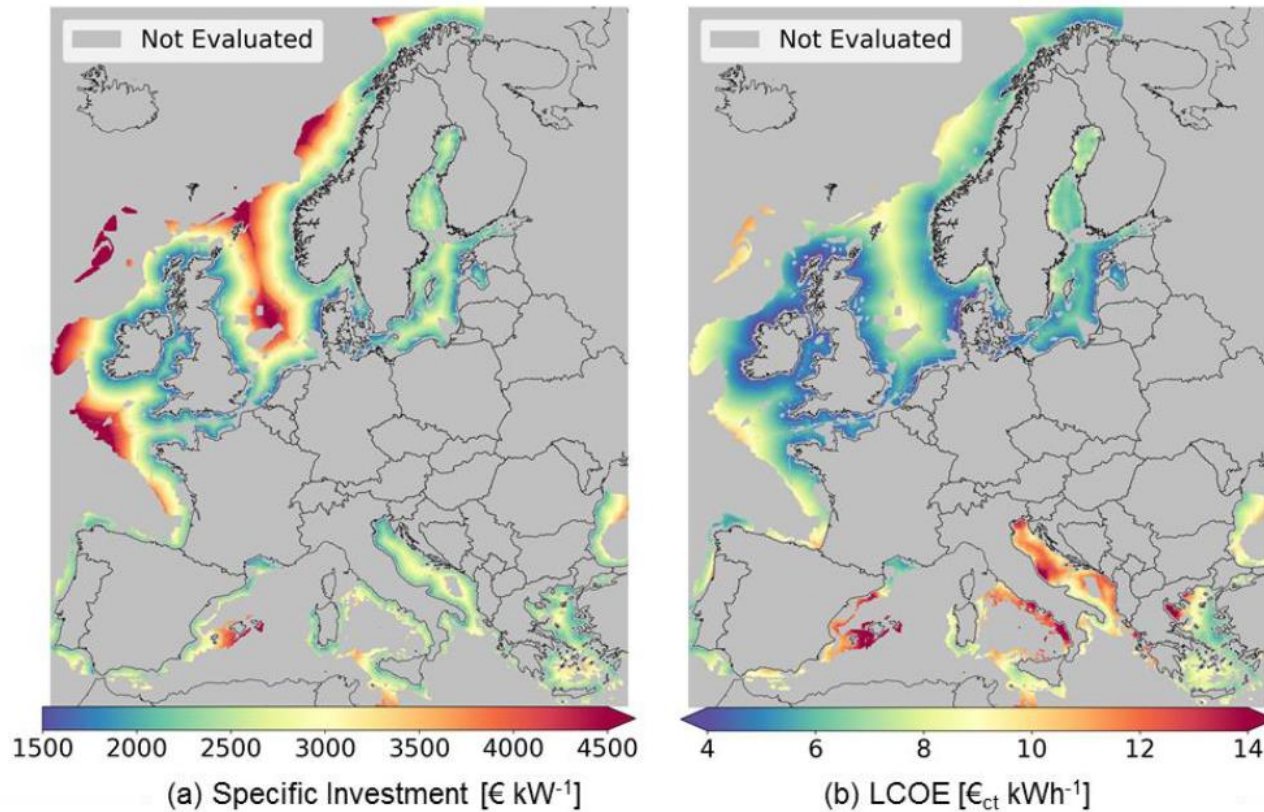 Not Evaluated
Not Evaluated
1500 2000 2500 3000 3500 4000 4500
4 6 8 10 12 14
(a) Specific Investment [€ kW⁻¹]
(b) LCOE [€ct kWh⁻¹]